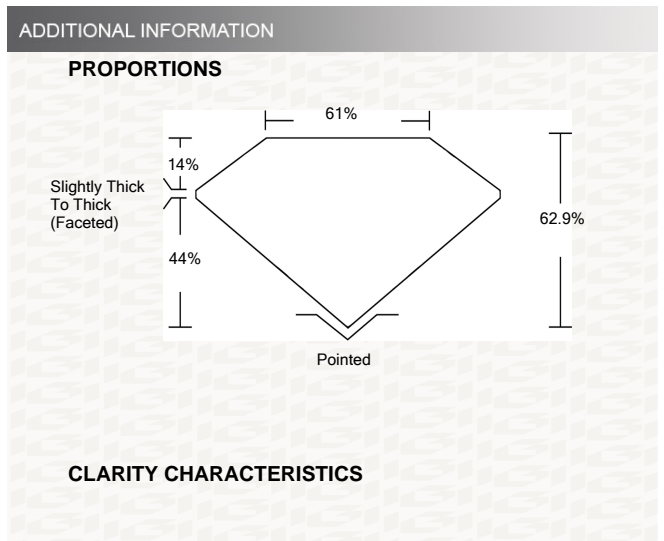 ADDITIONAL INFORMATION
PROPORTIONS
61%
14%
Slightly Thick
To Thick
(Faceted)
62.9%
44%
Pointed
CLARITY CHARACTERISTICS